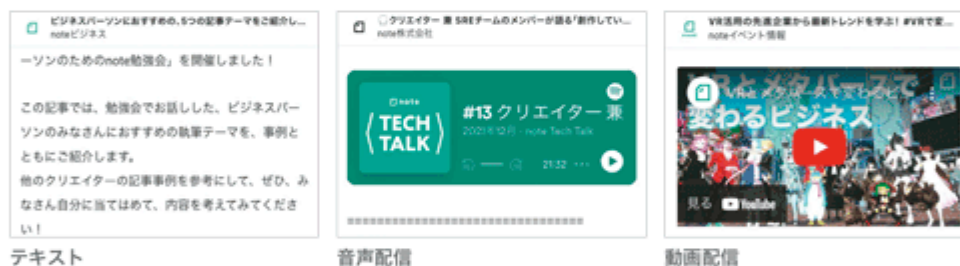 ビジネスパーソンにおすすめの、5つの記事テーマをご紹介し...
noteビジネス
ーソンのためのnote勉強会」を開催しました！
この記事では、勉強会でお話しした、ビジネスパー
ソンのみなさんにおすすめの執筆テーマを、事例と
ともにご紹介します。
他のクリエイターの記事事例を参考にして、ぜひ、み
なさん自分に当てはめて、内容を考えてみてくださ
い！
テキスト
クリエイター 兼 SREチームのメンバーが語る「創作してい...
note株式会社
note
TECH
TALK
#13 クリエイター 兼
2021年12月 · note Tech Talk
21:32
音声配信
VR活用の先進企業から最新トレンドを学ぶ！ #VRで変...
noteイベント情報
VRとメタバースで変わるビ
VRとメタバースで
変わるビジネス
見る YouTube
動画配信